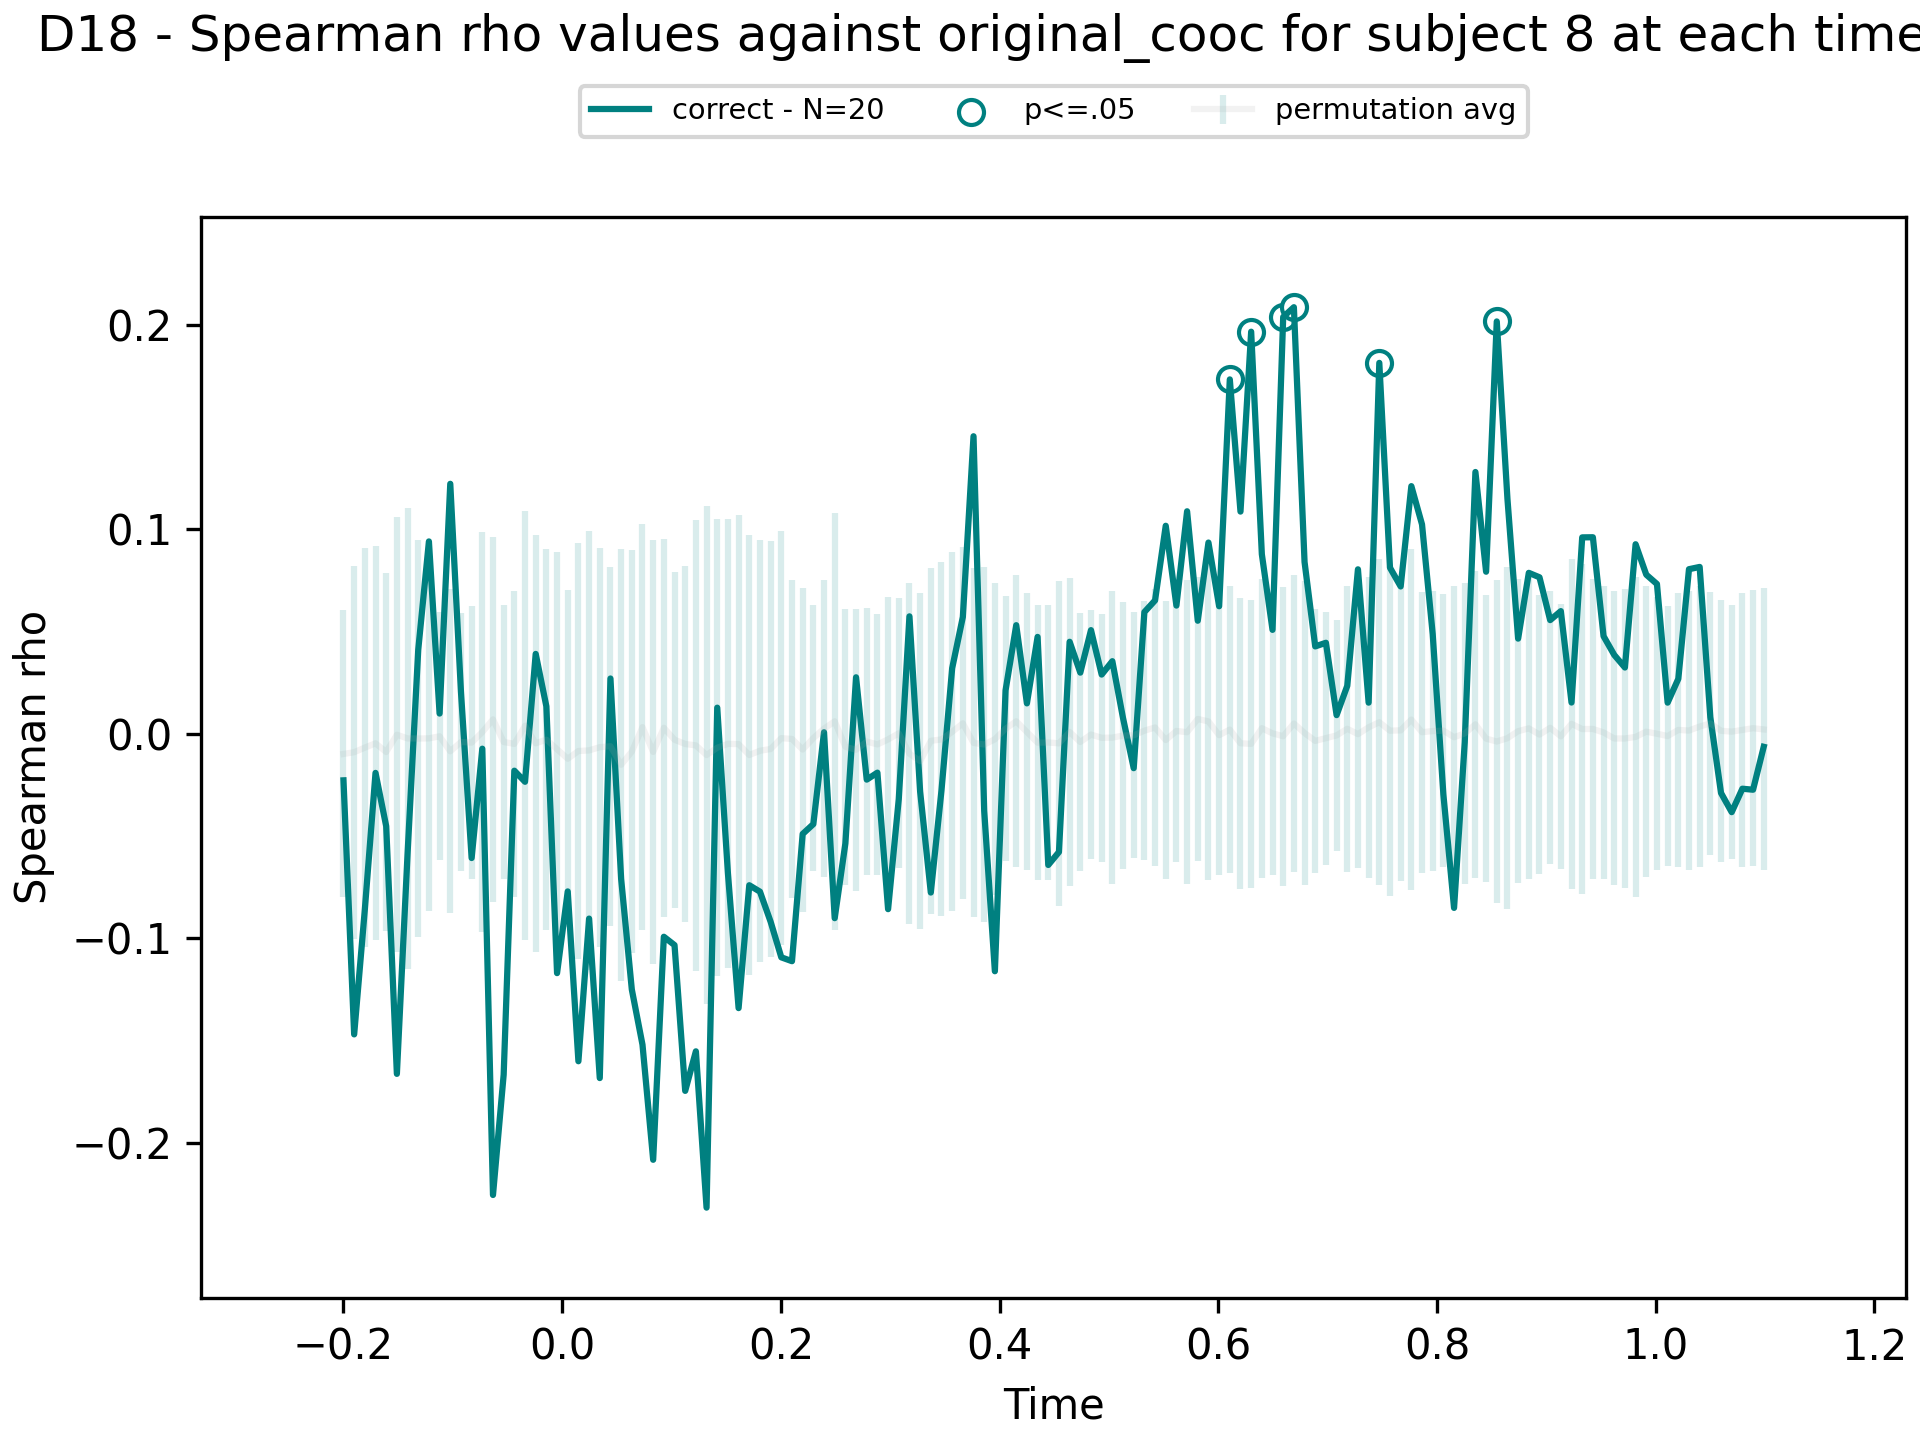 D18 - Spearman rho values against original_cooc for subject 8 at each time
correct - N=20 p<=.05 permutation avg
Spearman rho
0.2
0.1
0.0
−0.1
−0.2
−0.2 0.0 0.2 0.4 0.6 0.8 1.0 1.2
Time